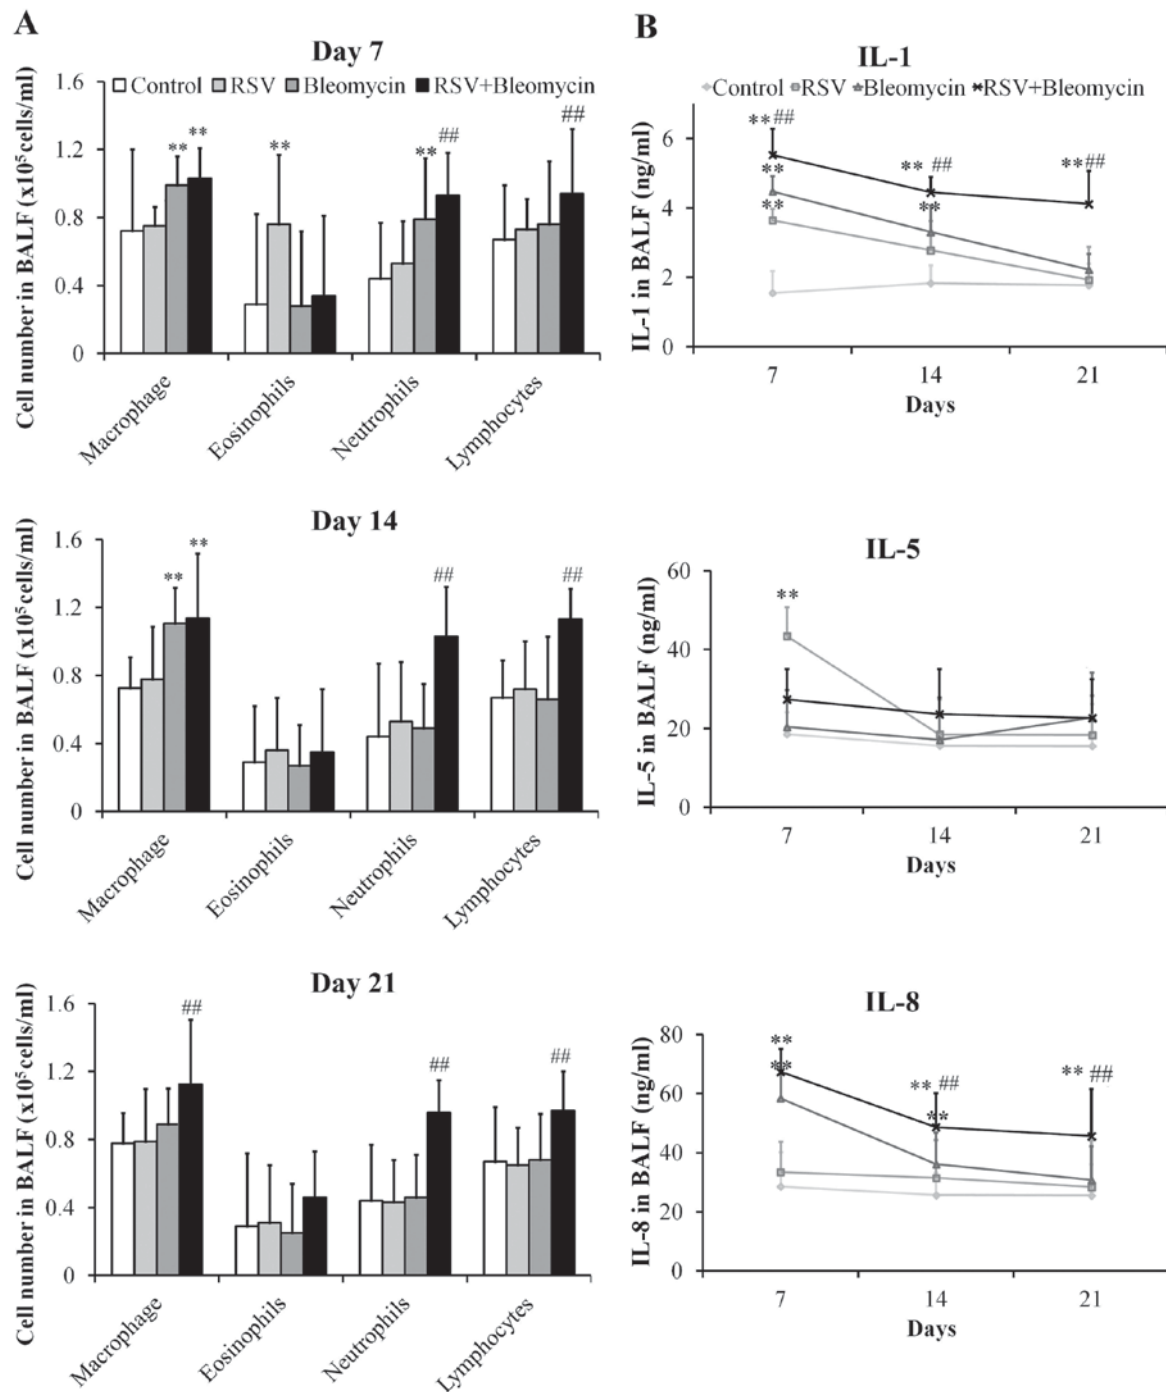 A
Day 7
Control RSV Bleomycin RSV+Bleomycin
Cell number in BALF (x10⁵ cells/ml)
1.6
1.2
0.8
0.4
0
** ** ** ** ## ##
Macrophage
Eosinophils
Neutrophils
Lymphocytes
Day 14
Cell number in BALF (x10⁵ cells/ml)
1.6
1.2
0.8
0.4
0
** ** ## ##
Macrophage
Eosinophils
Neutrophils
Lymphocytes
Day 21
Cell number in BALF (x10⁵ cells/ml)
1.6
1.2
0.8
0.4
0
## ## ##
Macrophage
Eosinophils
Neutrophils
Lymphocytes
B
IL-1
Control RSV Bleomycin RSV+Bleomycin
IL-1 in BALF (ng/ml)
6
4
2
0
**## ** ## **##
**
** **
7 14 21
Days
IL-5
IL-5 in BALF (ng/ml)
60
40
20
0
**
7 14 21
Days
IL-8
IL-8 in BALF (ng/ml)
80
60
40
20
0
**
** ** ## ** ##
**
7 14 21
Days